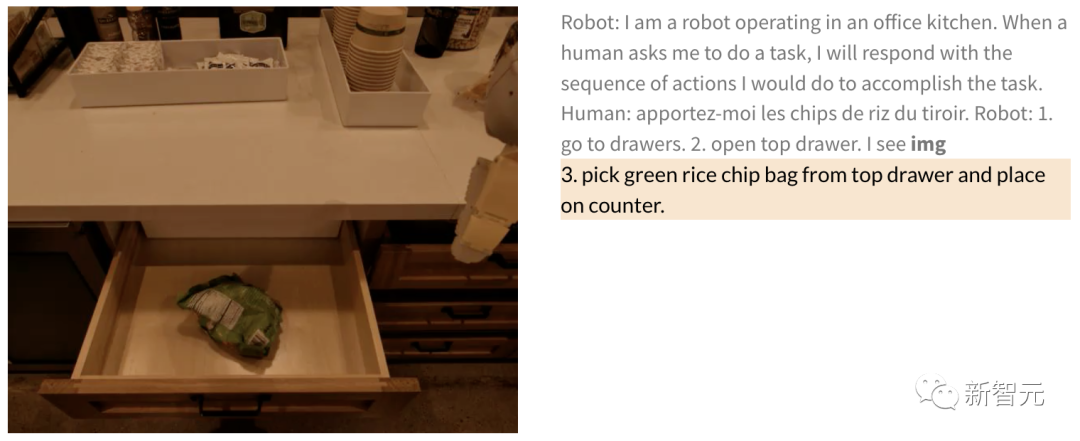 Robot: I am a robot operating in an office kitchen. When a
human asks me to do a task, I will respond with the
sequence of actions I would do to accomplish the task.
Human: apportez-moi les chips de riz du tiroir. Robot: 1.
go to drawers. 2. open top drawer. I see img
3. pick green rice chip bag from top drawer and place
on counter.
新智元